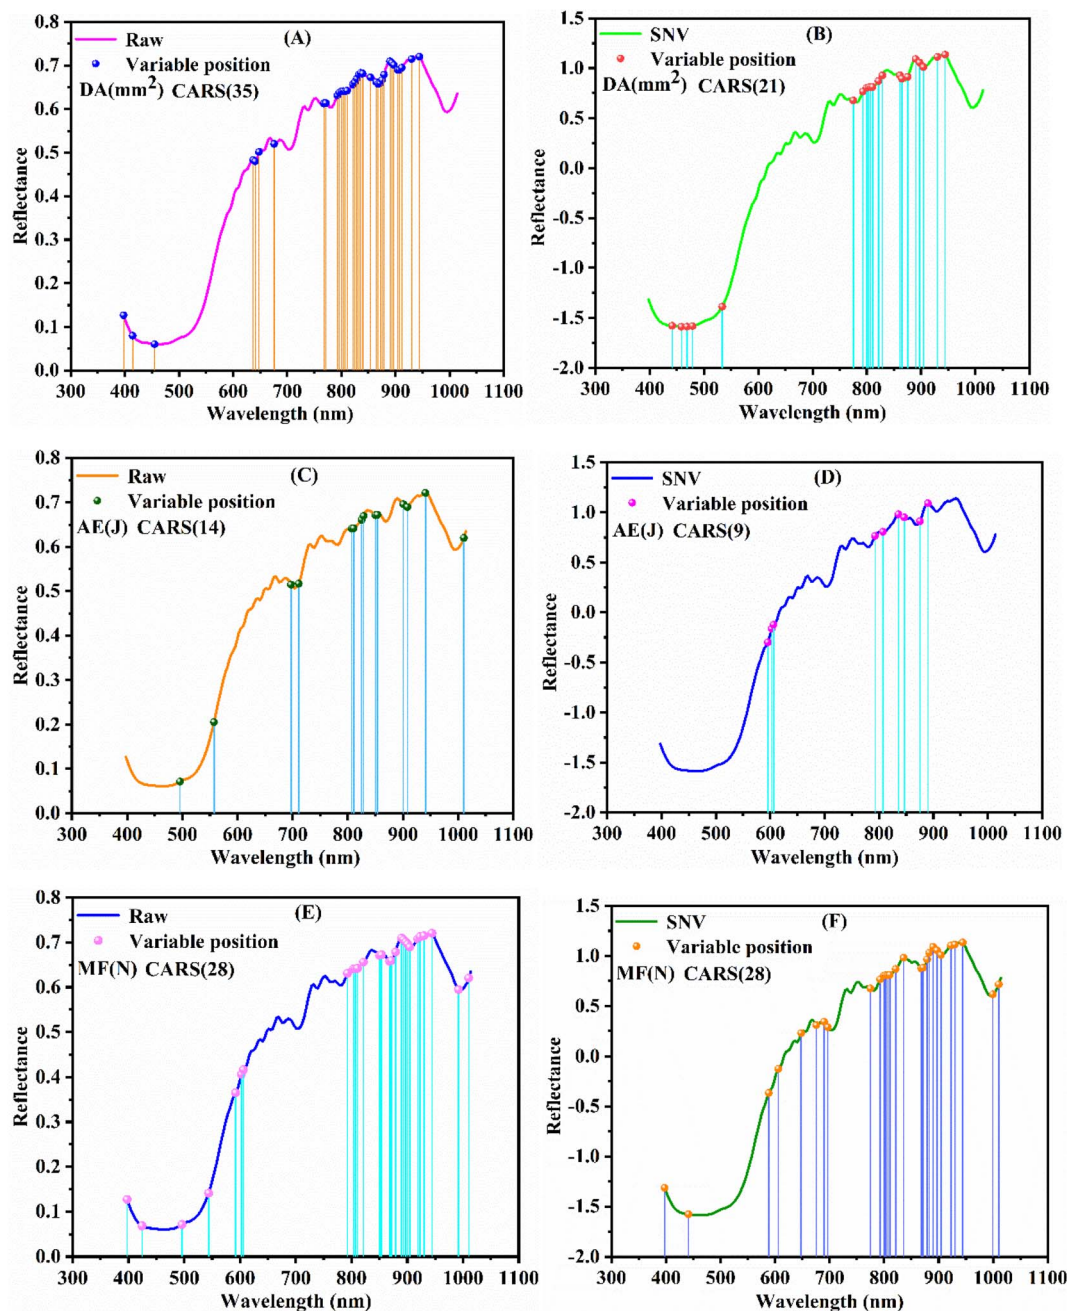 (A)
Raw
Variable position
DA(mm²) CARS(35)
Reflectance
0.8
0.7
0.6
0.5
0.4
0.3
0.2
0.1
0.0
300 400 500 600 700 800 900 1000 1100
Wavelength (nm)
(B)
SNV
Variable position
DA(mm²) CARS(21)
Reflectance
1.5
1.0
0.5
0.0
-0.5
-1.0
-1.5
-2.0
300 400 500 600 700 800 900 1000 1100
Wavelength (nm)
(C)
Raw
Variable position
AE(J) CARS(14)
Reflectance
0.8
0.7
0.6
0.5
0.4
0.3
0.2
0.1
0.0
300 400 500 600 700 800 900 1000 1100
Wavelength (nm)
(D)
SNV
Variable position
AE(J) CARS(9)
Reflectance
1.5
1.0
0.5
0.0
-0.5
-1.0
-1.5
-2.0
300 400 500 600 700 800 900 1000 1100
Wavelength (nm)
(E)
Raw
Variable position
MF(N) CARS(28)
Reflectance
0.8
0.7
0.6
0.5
0.4
0.3
0.2
0.1
0.0
300 400 500 600 700 800 900 1000 1100
Wavelength (nm)
(F)
SNV
Variable position
MF(N) CARS(28)
Reflectance
1.5
1.0
0.5
0.0
-0.5
-1.0
-1.5
-2.0
300 400 500 600 700 800 900 1000 1100
Wavelength (nm)